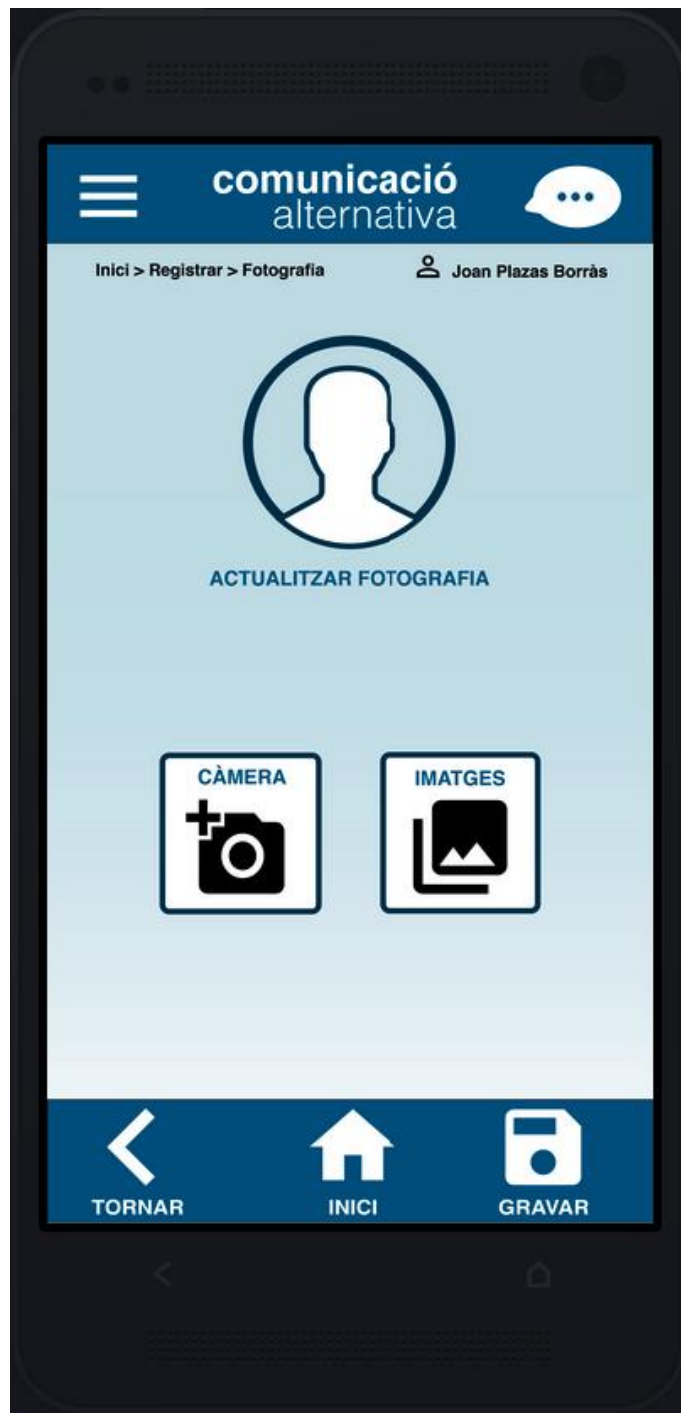 comunicació
alternativa
Inici > Registrar > Fotografia
Joan Plazas Borràs
ACTUALITZAR FOTOGRAFIA
CÀMERA
IMATGES
TORNAR
INICI
GRAVAR